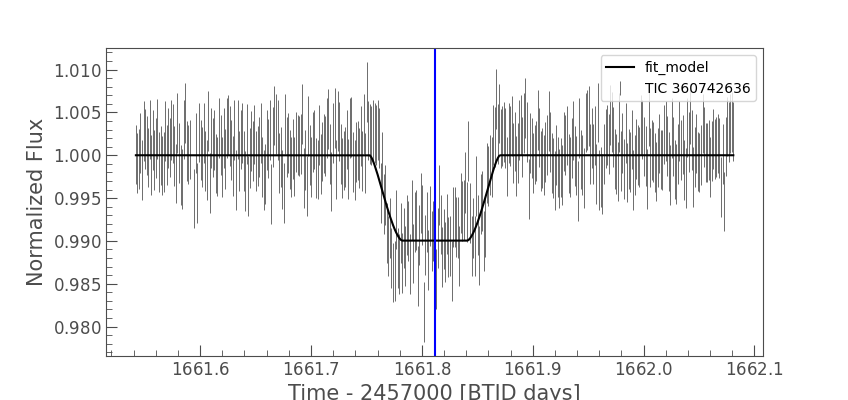 fit_model
TIC 360742636
Normalized Flux
1.010
1.005
1.000
0.995
0.990
0.985
0.980
1661.6 1661.7 1661.8 1661.9 1662.0 1662.1
Time - 2457000 [BTJD days]